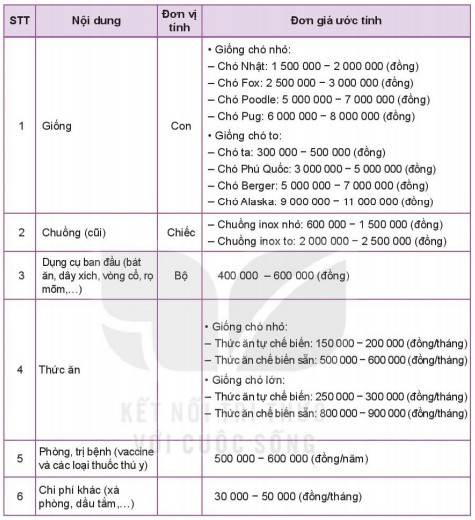 STT
Nội dung
Đơn vị
tính
Đơn giá ước tính
1
Giống
Con
• Giống chó nhỏ:
– Chó Nhật: 1 500 000 – 2 000 000 (đồng)
– Chó Fox: 2 500 000 – 3 000 000 (đồng)
– Chó Poodle: 5 000 000 – 7 000 000 (đồng)
– Chó Pug: 6 000 000 – 8 000 000 (đồng)
• Giống chó to:
– Chó ta: 300 000 – 500 000 (đồng)
– Chó Phú Quốc: 3 000 000 – 5 000 000 (đồng)
– Chó Berger: 5 000 000 – 7 000 000 (đồng)
– Chó Alaska: 9 000 000 – 11 000 000 (đồng)
2
Chuồng (cũi)
Chiếc
– Chuồng inox nhỏ: 600 000 – 1 500 000 (đồng)
– Chuồng inox to: 2 000 000 – 2 500 000 (đồng)
3
Dụng cụ ban đầu (bát
ăn, dây xích, vòng cổ, rọ
mõm,…)
Bộ
400 000 – 600 000 (đồng)
4
Thức ăn
• Giống chó nhỏ:
– Thức ăn tự chế biến: 150 000 – 200 000 (đồng/tháng)
– Thức ăn chế biến sẵn: 500 000 – 600 000 (đồng/tháng)
• Giống chó lớn:
– Thức ăn tự chế biến: 250 000 – 300 000 (đồng/tháng)
– Thức ăn chế biến sẵn: 800 000 – 900 000 (đồng/tháng)
KẾT NỐI TRI THỨC
VỚI CUỘC SỐNG
5
Phòng, trị bệnh (vaccine
và các loại thuốc thú y)
500 000 – 600 000 (đồng/năm)
6
Chi phí khác (xà
phòng, dầu tắm,…)
30 000 – 50 000 (đồng/tháng)